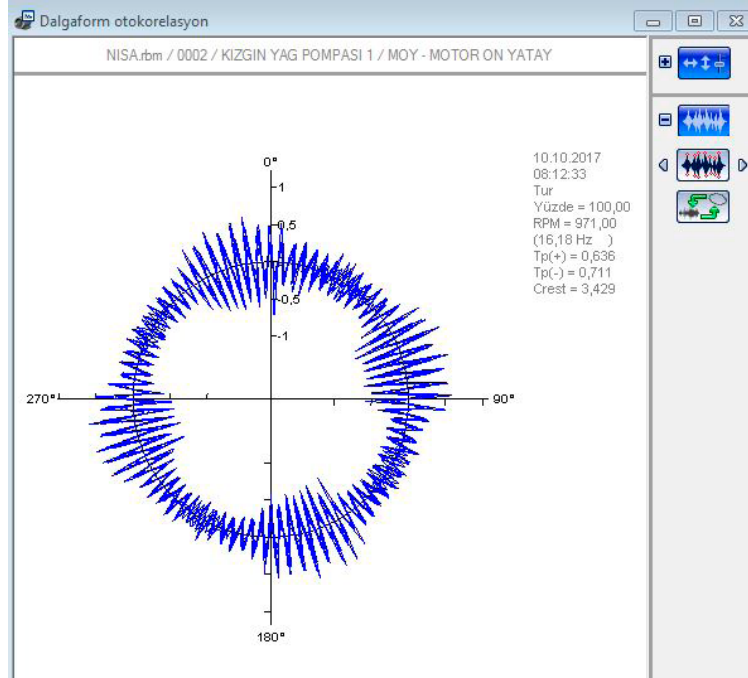 Dalgaform otokorelasyon
NISA.rbm / 0002 / KIZGIN YAG POMPASI 1 / MOY - MOTOR ON YATAY
10.10.2017
08:12:33
Tur
Yüzde = 100,00
RPM = 971,00
(16,18 Hz )
Tp(+) = 0,636
Tp(-) = 0,711
Crest = 3,429
0°
1
0,5
0
-0,5
-1
270°
90°
180°